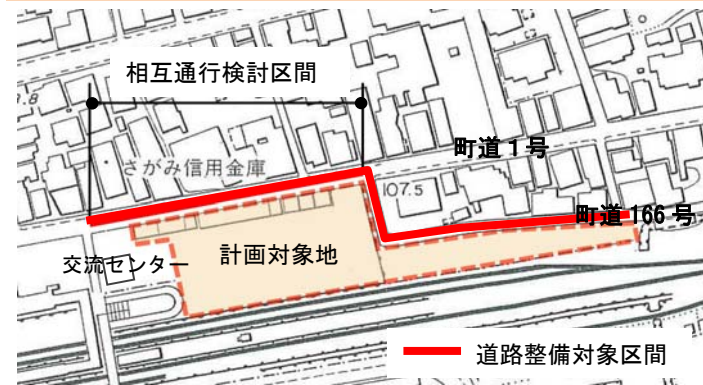 相互通行検討区間
7.8
さがみ信用金庫
町道1号
107.5
町道166号
交流センター
計画対象地
道路整備対象区間